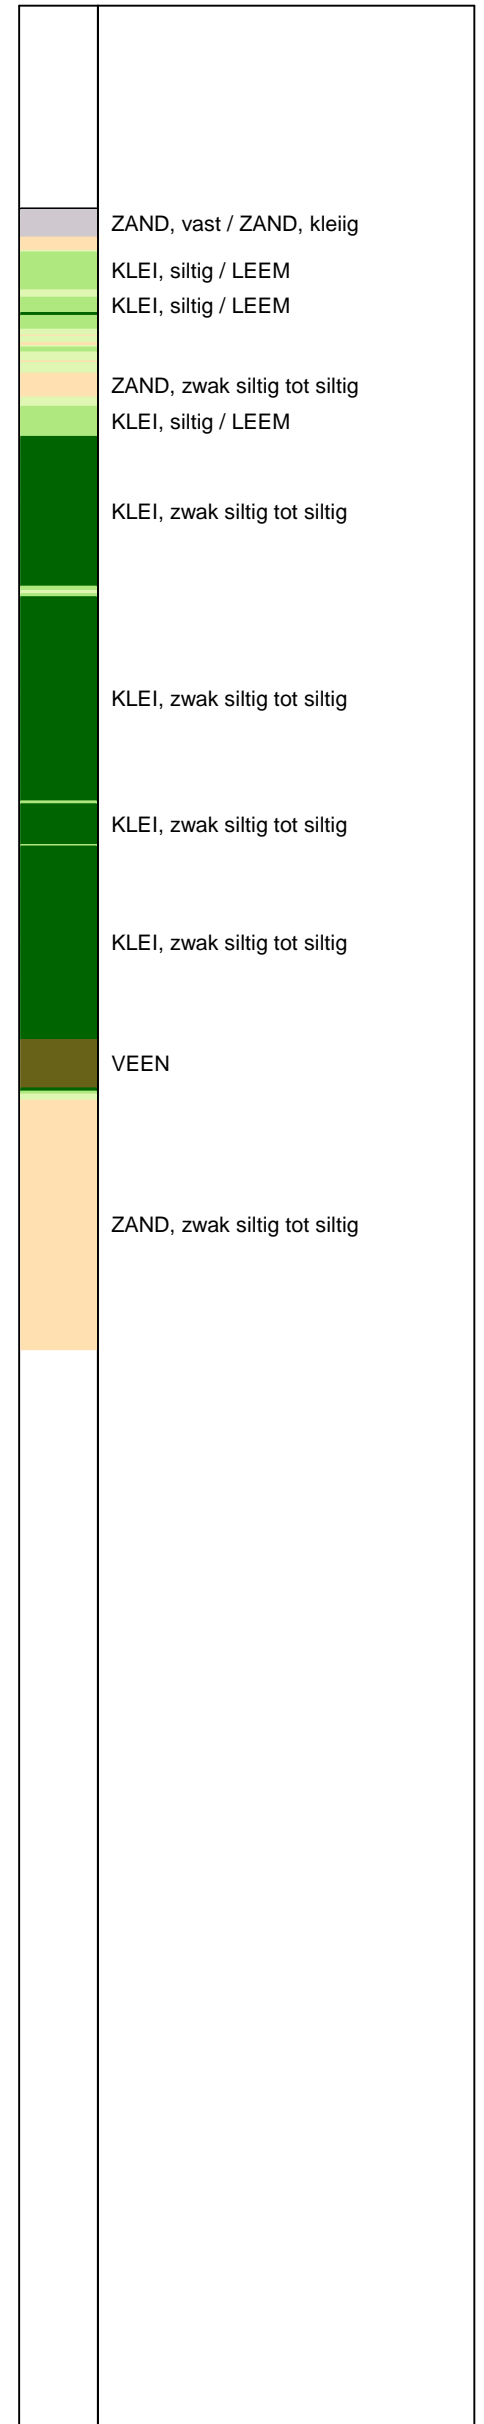 ZAND, vast / ZAND, kleiig
KLEI, siltig / LEEM
KLEI, siltig / LEEM
ZAND, zwak siltig tot siltig
KLEI, siltig / LEEM
KLEI, zwak siltig tot siltig
KLEI, zwak siltig tot siltig
KLEI, zwak siltig tot siltig
KLEI, zwak siltig tot siltig
VEEN
ZAND, zwak siltig tot siltig